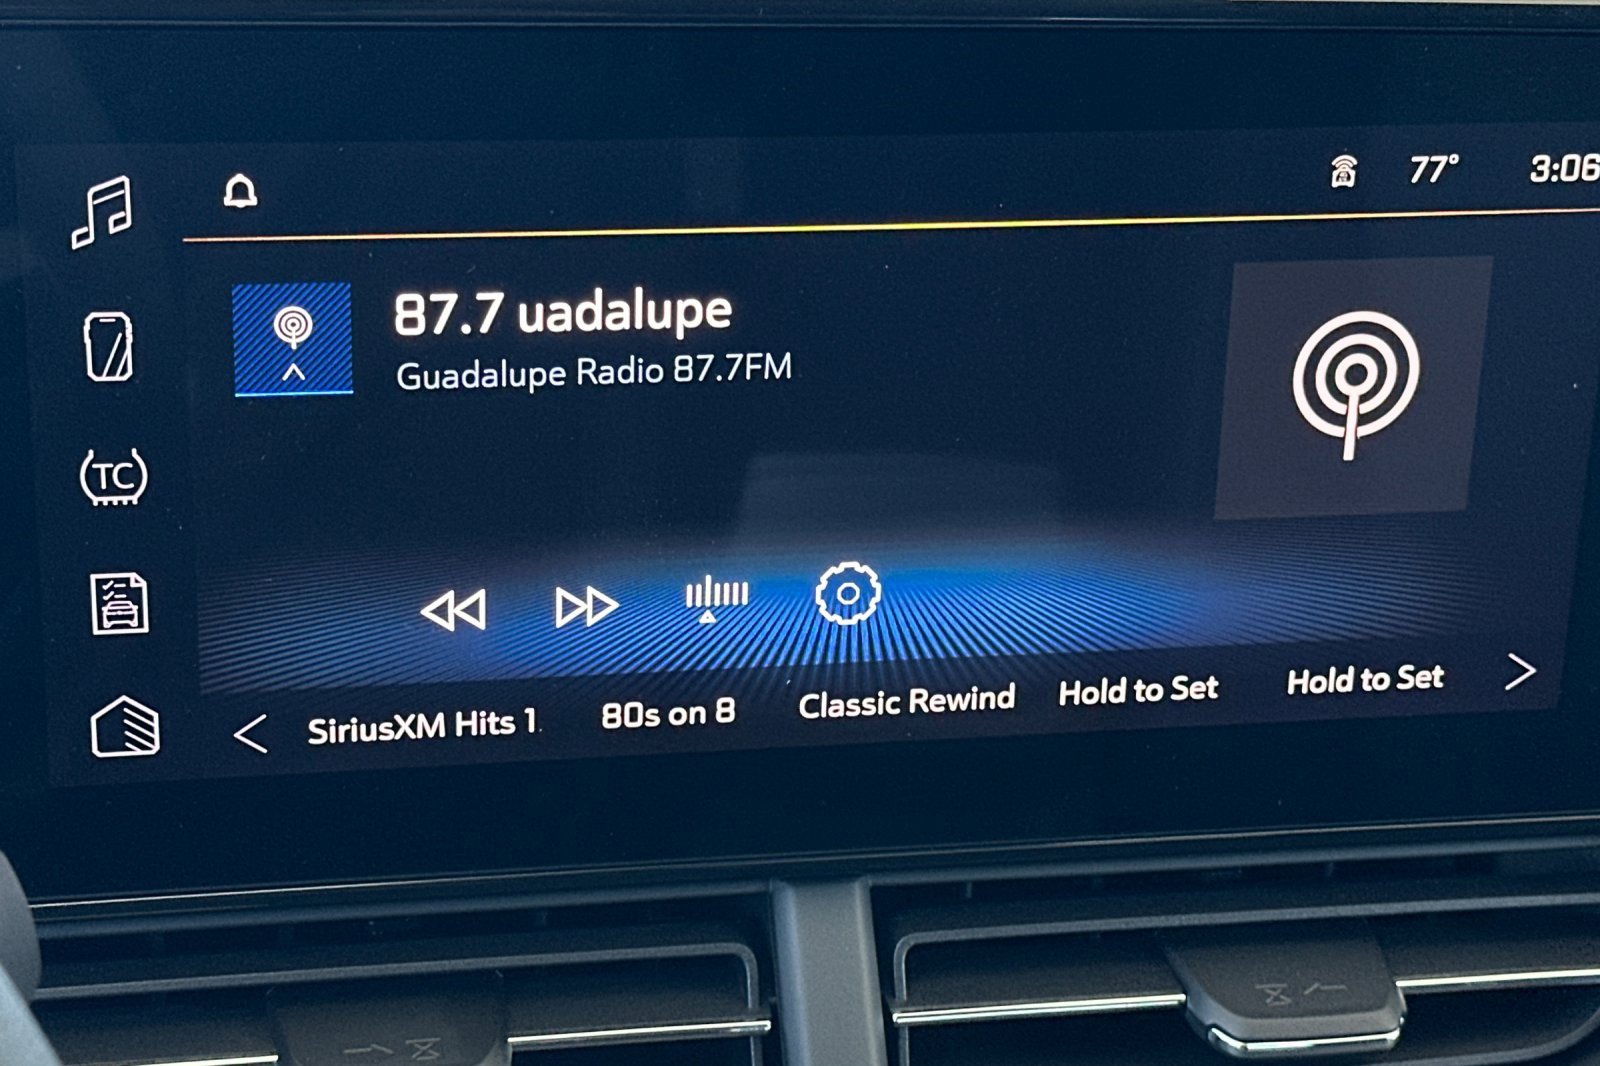 77° 3:06
87.7 uadalupe
Guadalupe Radio 87.7FM
TC
SiriusXM Hits 1 80s on 8 Classic Rewind Hold to Set Hold to Set